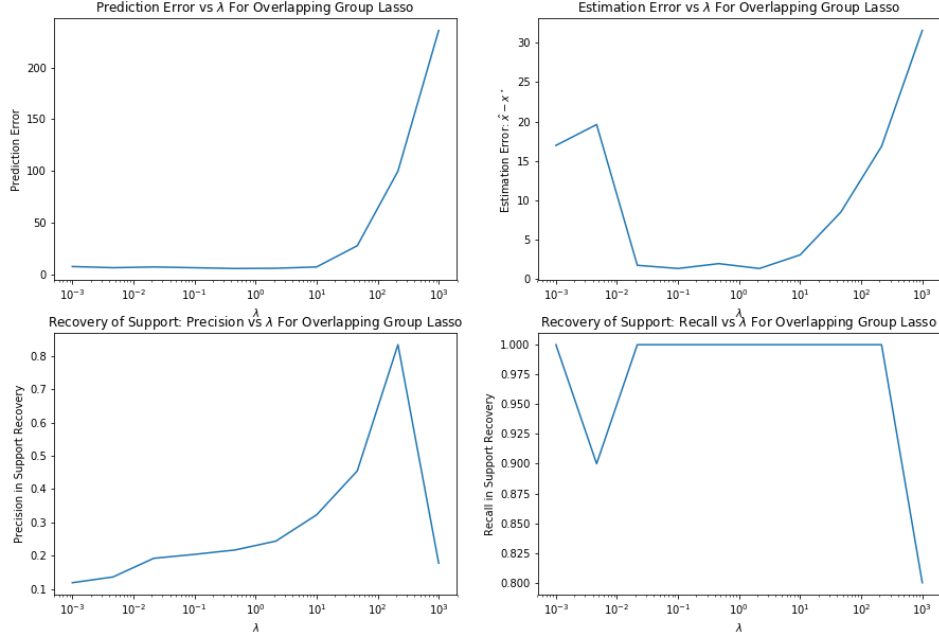 Prediction Error vs λ For Overlapping Group Lasso
Prediction Error
200
150
100
50
0
10⁻³ 10⁻² 10⁻¹ 10⁰ 10¹ 10² 10³
λ
Estimation Error vs λ For Overlapping Group Lasso
Estimation Error: x̂ − x*
30
25
20
15
10
5
0
10⁻³ 10⁻² 10⁻¹ 10⁰ 10¹ 10² 10³
λ
Recovery of Support: Precision vs λ For Overlapping Group Lasso
Precision in Support Recovery
0.8
0.7
0.6
0.5
0.4
0.3
0.2
0.1
10⁻³ 10⁻² 10⁻¹ 10⁰ 10¹ 10² 10³
λ
Recovery of Support: Recall vs λ For Overlapping Group Lasso
Recall in Support Recovery
1.000
0.975
0.950
0.925
0.900
0.875
0.850
0.825
0.800
10⁻³ 10⁻² 10⁻¹ 10⁰ 10¹ 10² 10³
λ